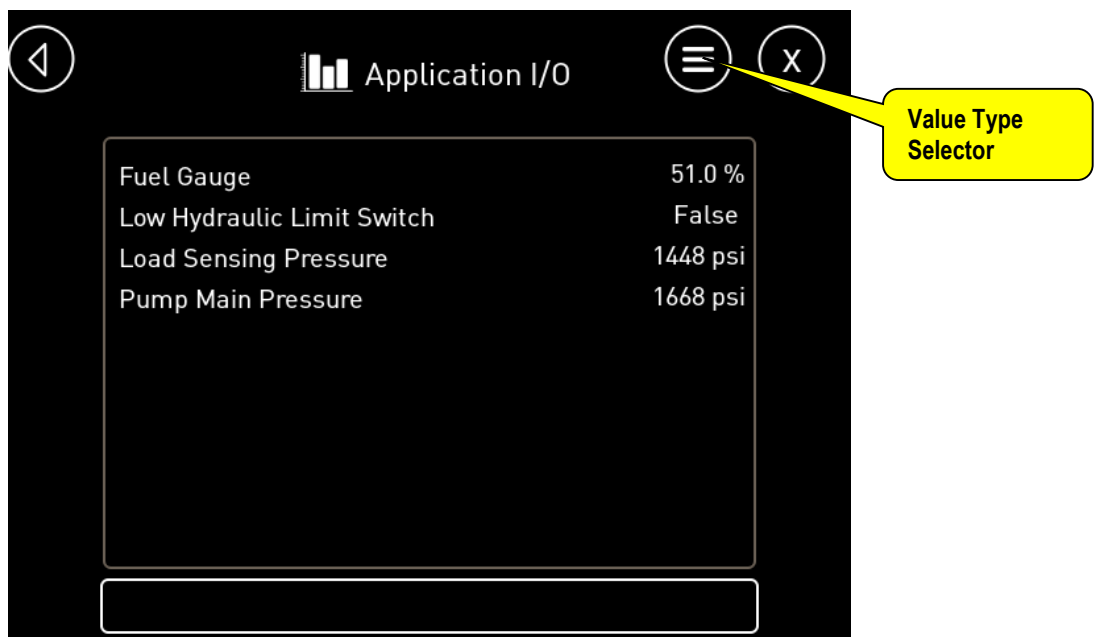 Application I/O
X
Value Type
Selector
Fuel Gauge 51.0 %
Low Hydraulic Limit Switch False
Load Sensing Pressure 1448 psi
Pump Main Pressure 1668 psi